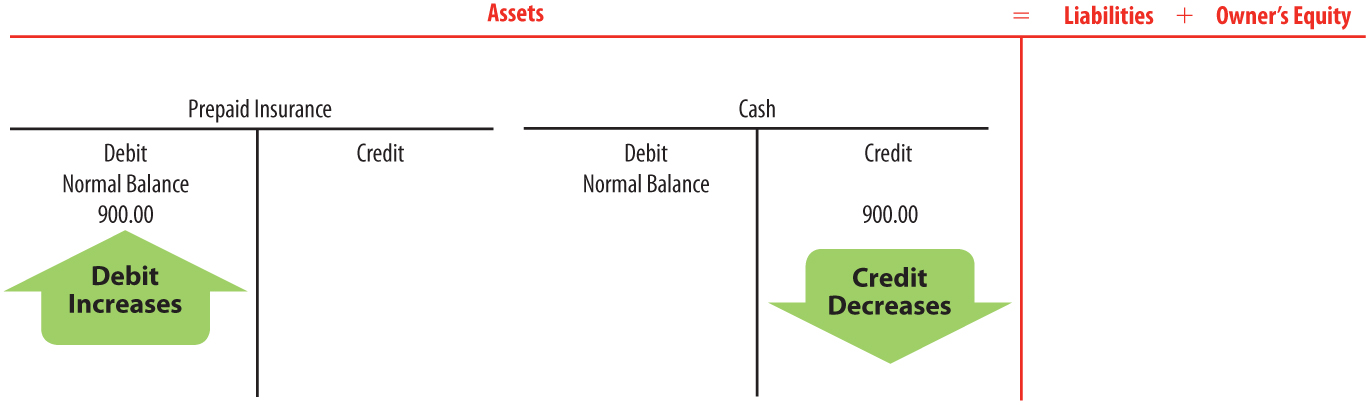 Assets = Liabilities + Owner's Equity
Prepaid Insurance
Cash
Debit Credit
Normal Balance
900.00
Debit Credit
Normal Balance
900.00
Debit
Increases
Credit
Decreases